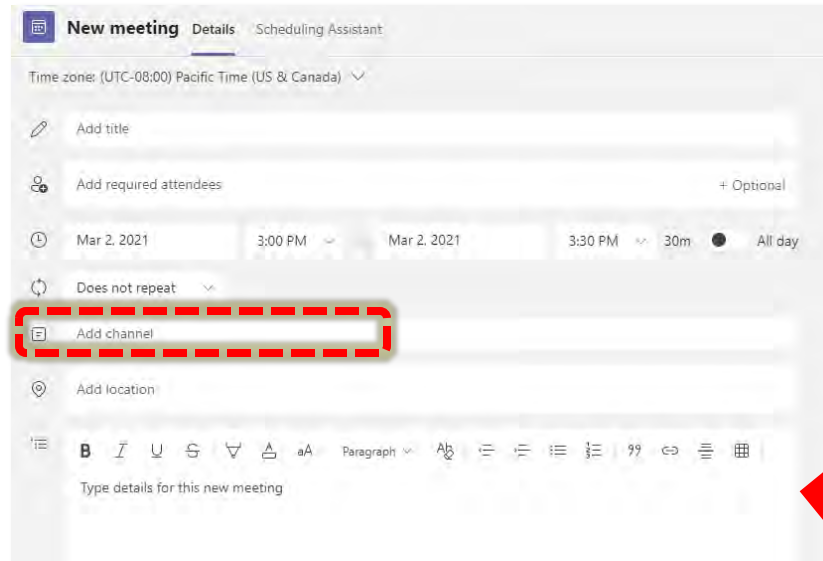 New meeting Details Scheduling Assistant
Time zone: (UTC-08:00) Pacific Time (US & Canada)
Add title
Add required attendees + Optional
Mar 2, 2021 3:00 PM Mar 2, 2021 3:30 PM 30m All day
Does not repeat
Add channel
Add location
B I U S A aA Paragraph Ab
Type details for this new meeting